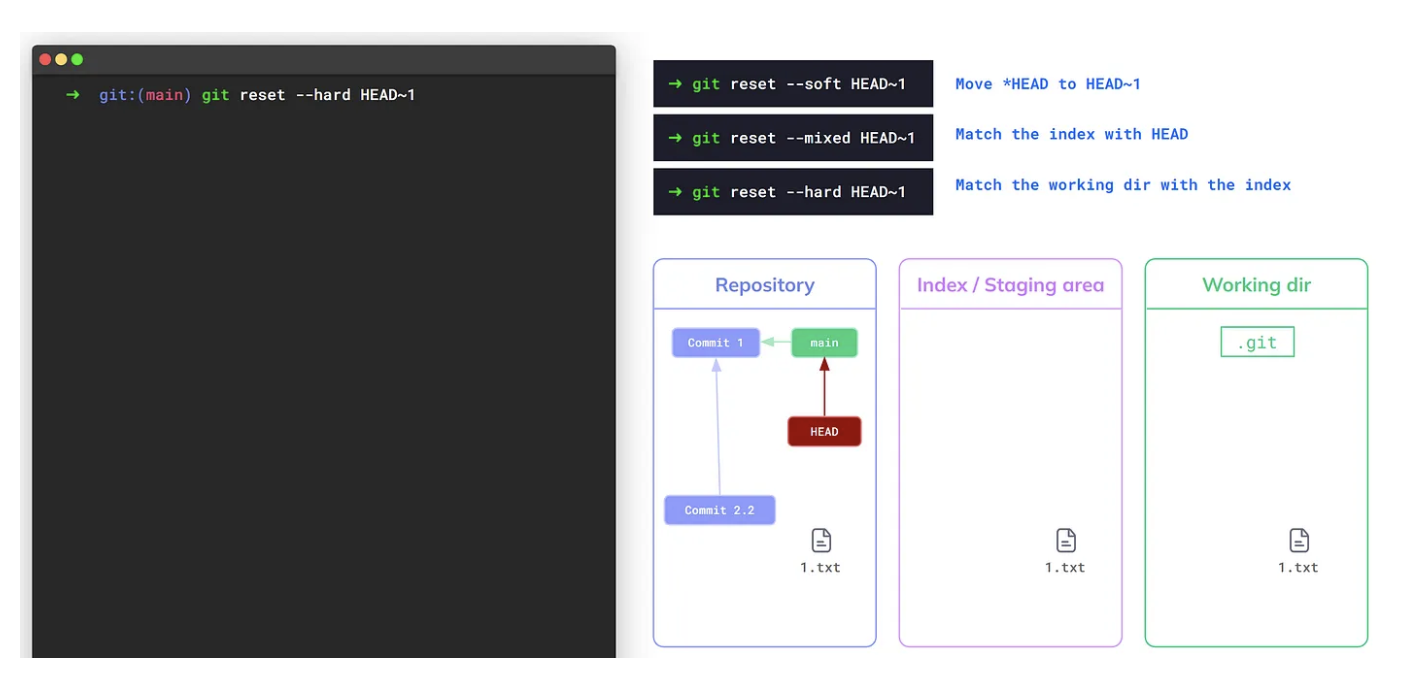 ➜ git:(main) git reset --hard HEAD~1
➜ git reset --soft HEAD~1
Move *HEAD to HEAD~1
➜ git reset --mixed HEAD~1
Match the index with HEAD
➜ git reset --hard HEAD~1
Match the working dir with the index
Repository
Commit 1
main
HEAD
Commit 2.2
1.txt
Index / Staging area
1.txt
Working dir
.git
1.txt